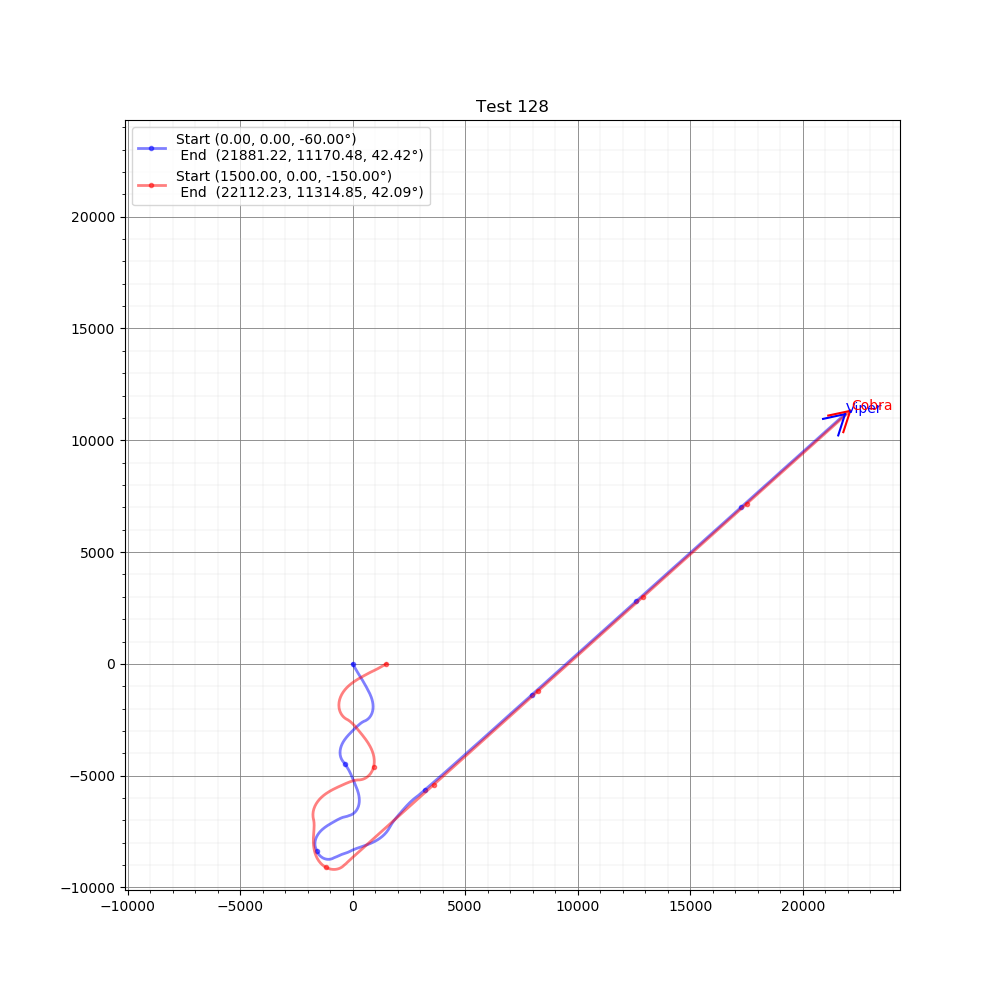 Test 128
Start (0.00, 0.00, -60.00°)
End (21881.22, 11170.48, 42.42°)
Start (1500.00, 0.00, -150.00°)
End (22112.23, 11314.85, 42.09°)
20000
15000
10000
5000
0
−5000
−10000
Cobra
Viper
−10000 −5000 0 5000 10000 15000 20000